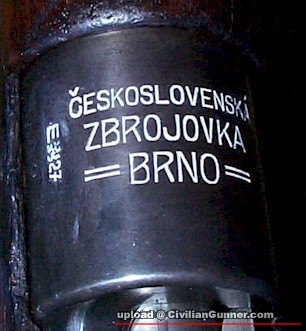 ČESKOSLOVENSKÁ
ZBROJOVKA
= BRNO =
upload @ CivilianGunner.com